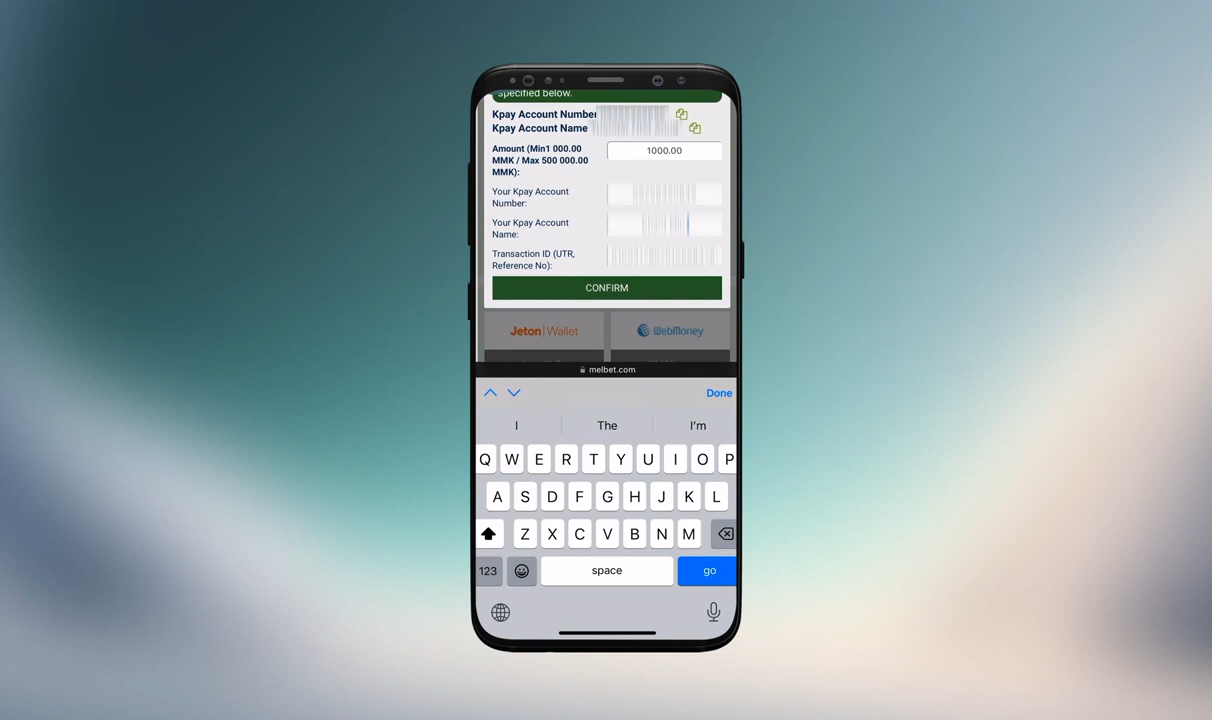 specified below.
Kpay Account Number
Kpay Account Name
Amount (Min1 000.00
MMK / Max 500 000.00
MMK):
1000.00
Your Kpay Account
Number:
Your Kpay Account
Name:
Transaction ID (UTR,
Reference No):
CONFIRM
Jeton|Wallet
WebMoney
melbet.com
Done
I The I'm
Q W E R T Y U I O P
A S D F G H J K L
Z X C V B N M
123 space go